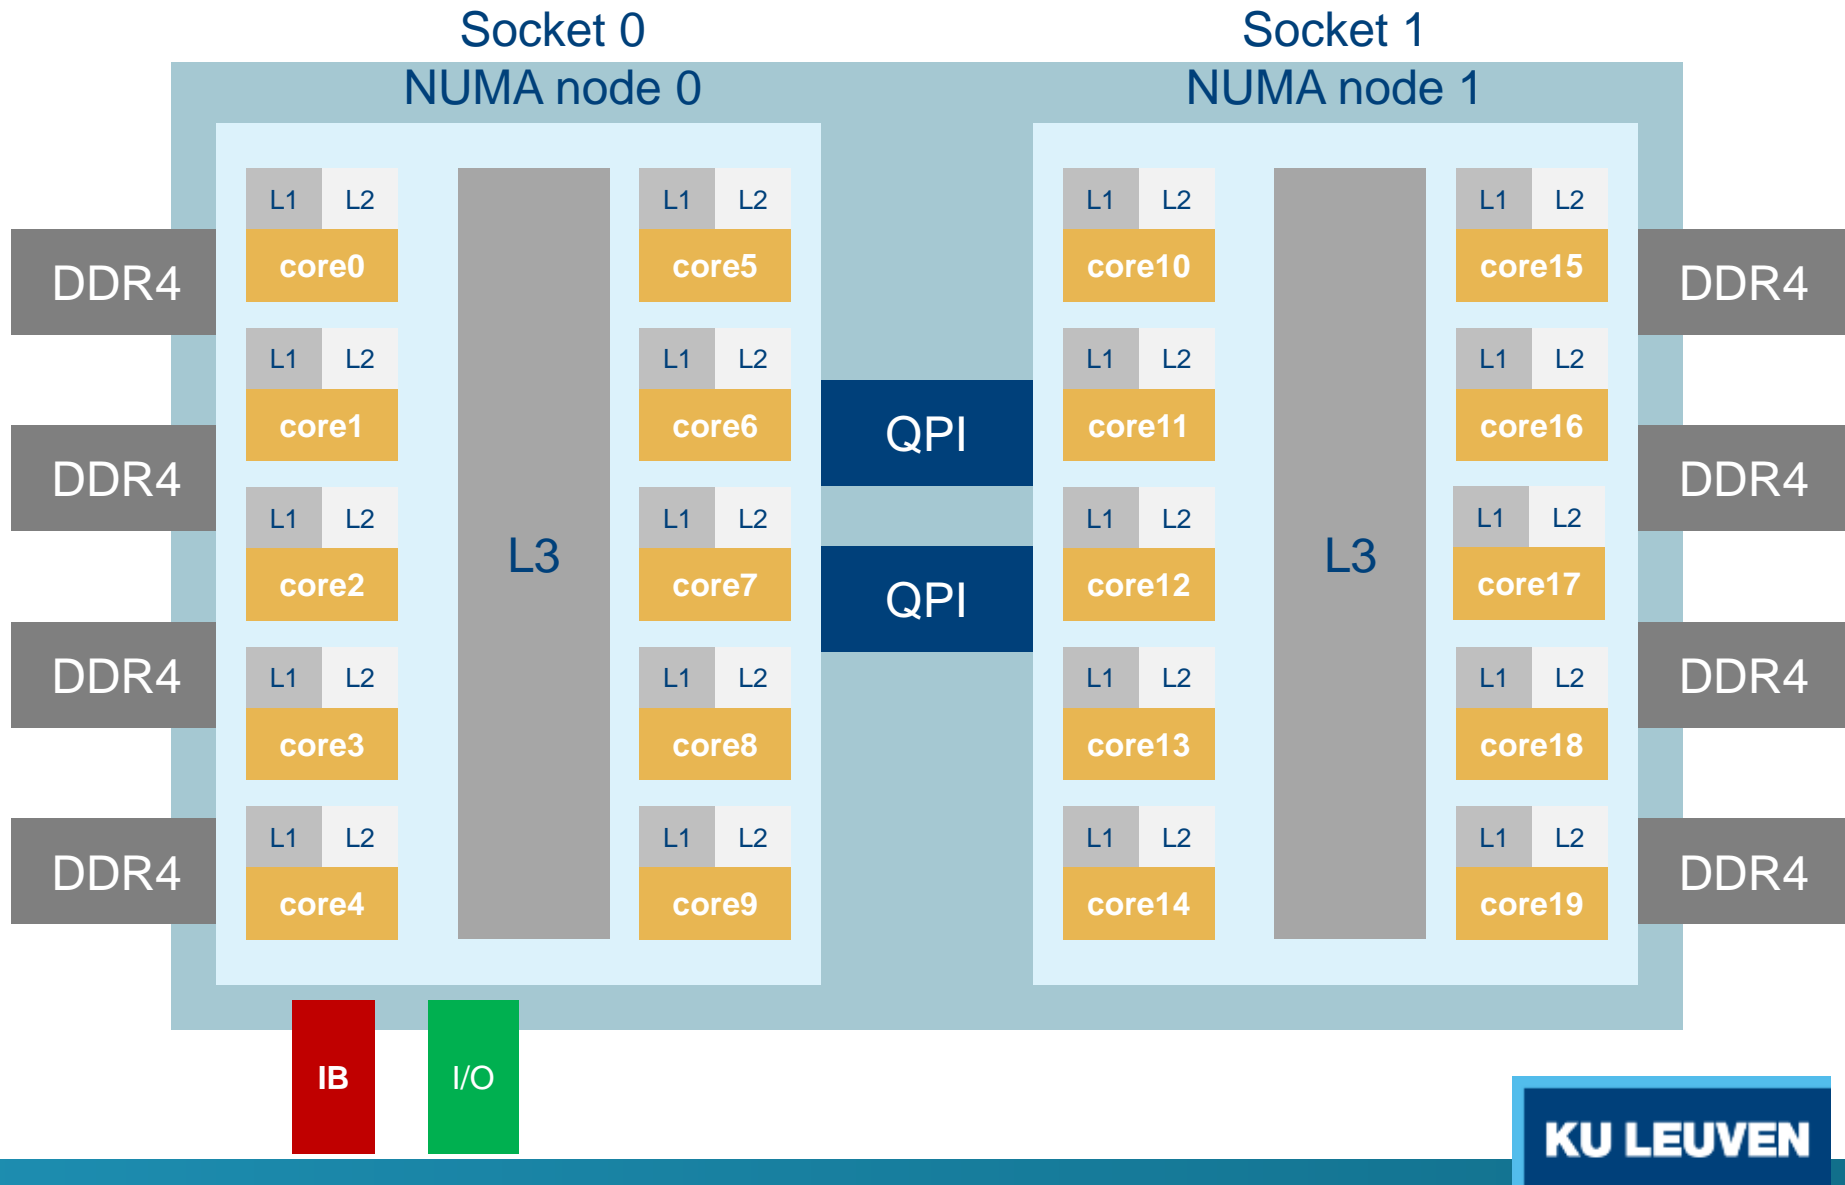 Socket 0 Socket 1
NUMA node 0 NUMA node 1
L1 L2 L1 L2 L1 L2 L1 L2
core0 core5 core10 core15
DDR4 DDR4
L1 L2 L1 L2 L1 L2 L1 L2
core1 core6 QPI core11 core16
DDR4 DDR4
L1 L2 L1 L2 L1 L2 L1 L2
L3 L3
core2 core7 QPI core12 core17
L1 L2 L1 L2 L1 L2 L1 L2
DDR4 DDR4
core3 core8 core13 core18
L1 L2 L1 L2 L1 L2 L1 L2
DDR4 DDR4
core4 core9 core14 core19
IB I/O
KU LEUVEN